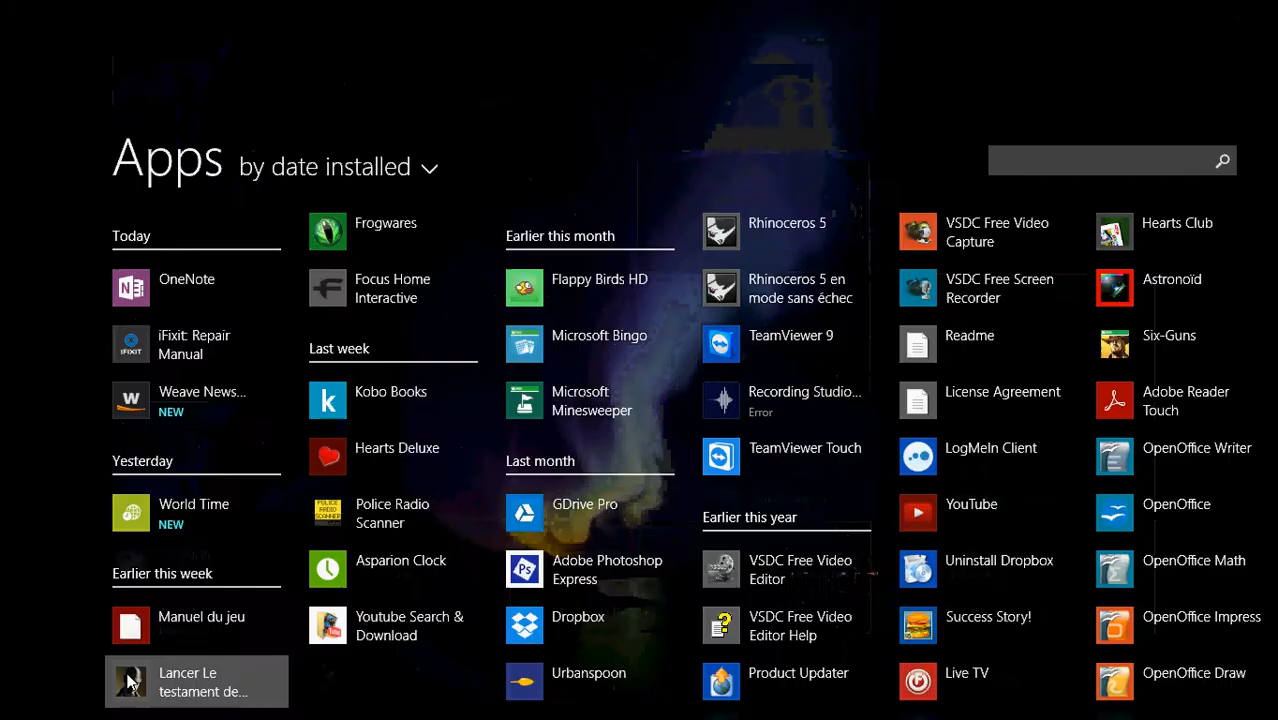 Apps by date installed
Today
OneNote
iFixit: Repair
Manual
Weave News...
NEW
Yesterday
World Time
NEW
Earlier this week
Manuel du jeu
Lancer Le
testament de...
Frogwares
Focus Home
Interactive
Last week
Kobo Books
Hearts Deluxe
Police Radio
Scanner
Asparion Clock
Youtube Search &
Download
Earlier this month
Flappy Birds HD
Microsoft Bingo
Microsoft
Minesweeper
Last month
GDrive Pro
Adobe Photoshop
Express
Dropbox
Urbanspoon
Rhinoceros 5
Rhinoceros 5 en
mode sans échec
TeamViewer 9
Recording Studio...
Error
TeamViewer Touch
Earlier this year
VSDC Free Video
Editor
VSDC Free Video
Editor Help
Product Updater
VSDC Free Video
Capture
VSDC Free Screen
Recorder
Readme
License Agreement
LogMeIn Client
YouTube
Uninstall Dropbox
Success Story!
Live TV
Hearts Club
Astronoïd
Six-Guns
Adobe Reader
Touch
OpenOffice Writer
OpenOffice
OpenOffice Math
OpenOffice Impress
OpenOffice Draw